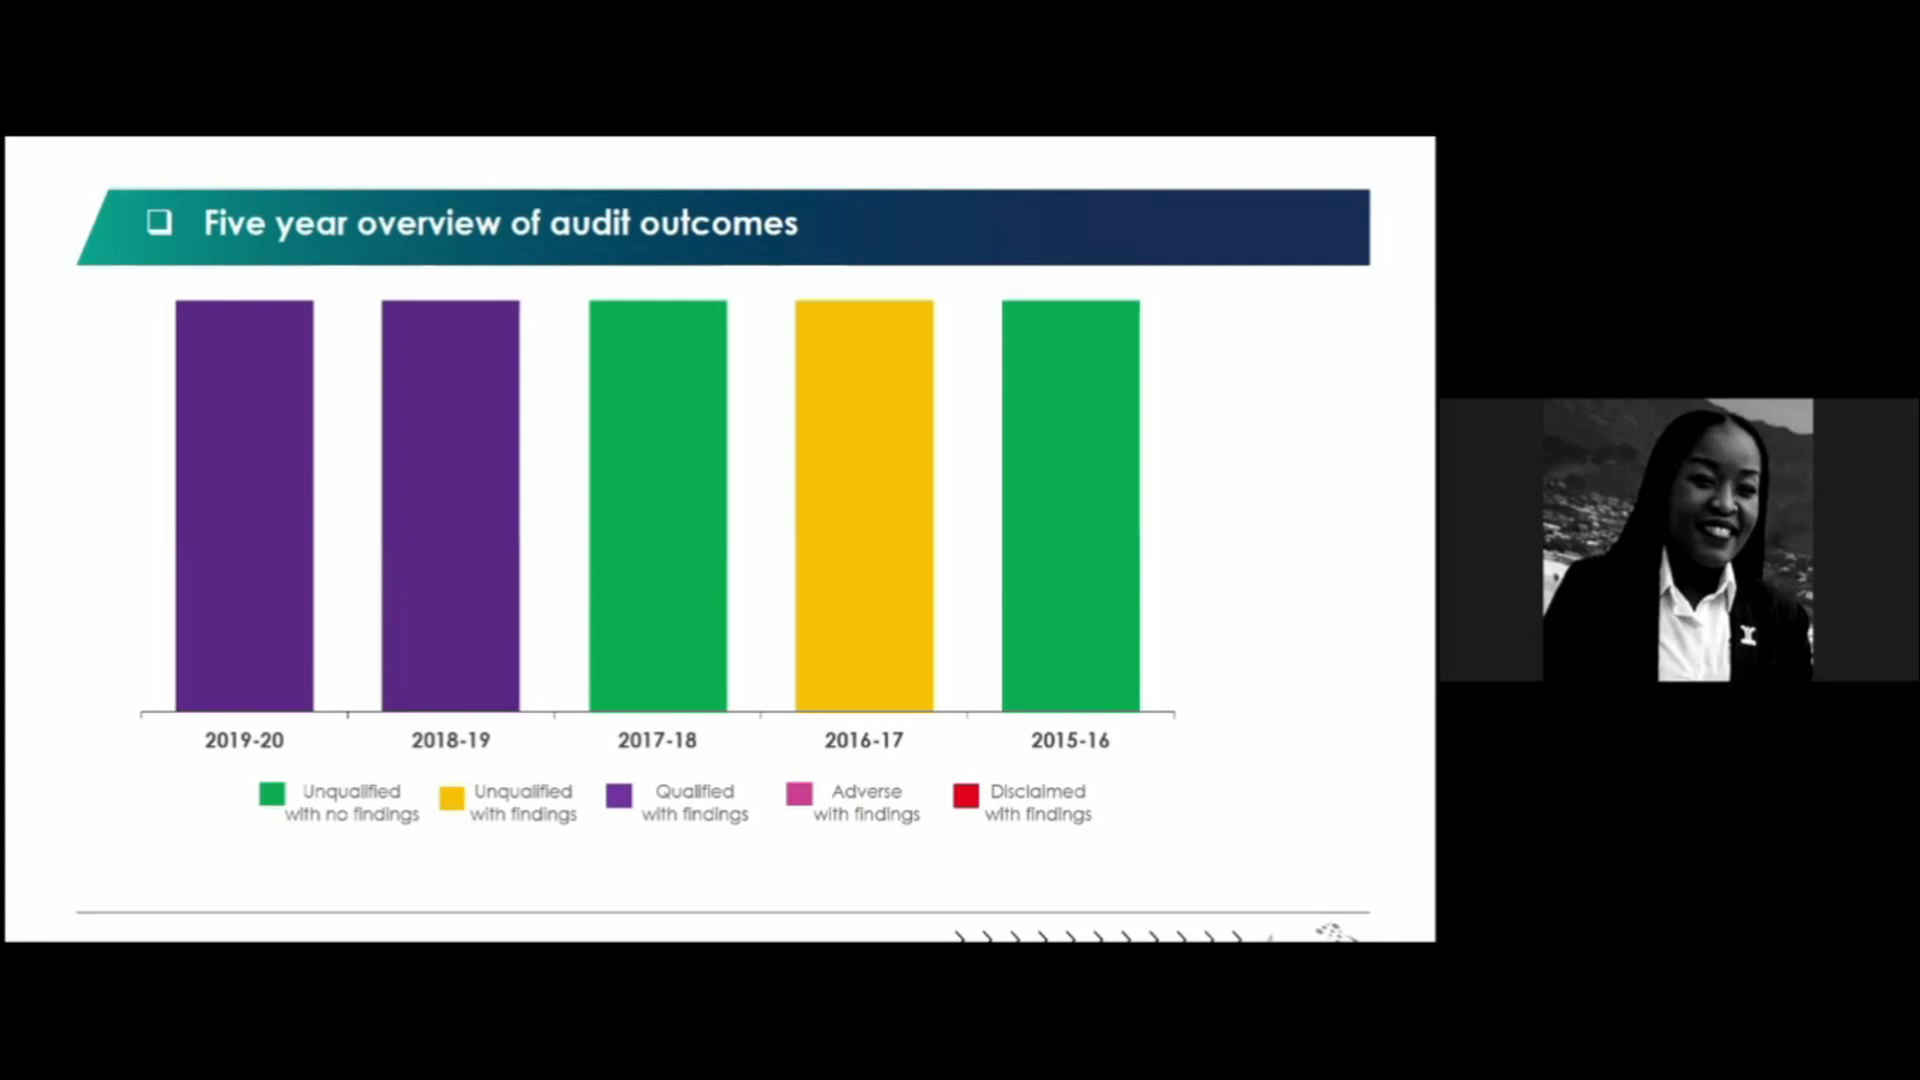 Five year overview of audit outcomes
2019-20 2018-19 2017-18 2016-17 2015-16
Unqualified Unqualified Qualified Adverse Disclaimed
with no findings with findings with findings with findings with findings